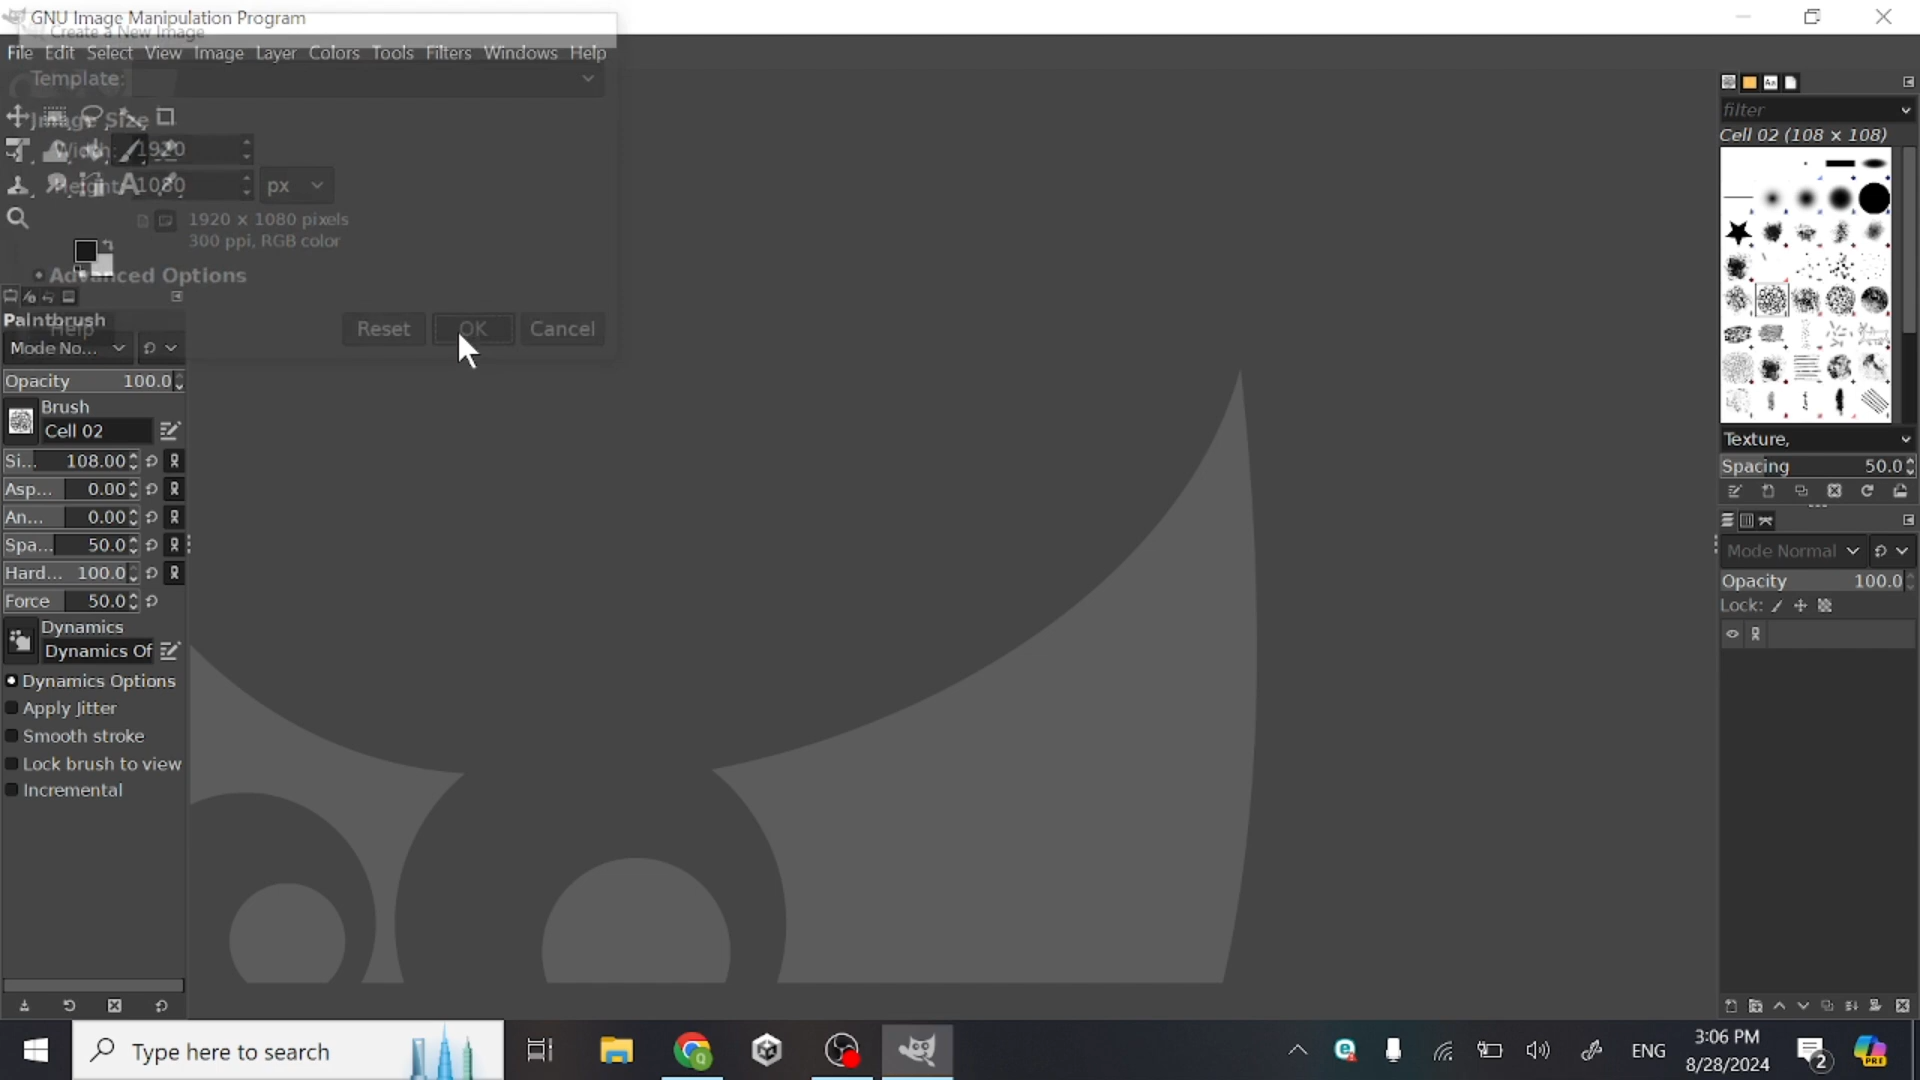 GNU Image Manipulation Program
Create a New Image
File Edit Select View Image Layer Colors Tools Filters Windows Help
Template:
Image Size
Width: 1920
Height: 1080 px
1920 × 1080 pixels
300 ppi, RGB color
Advanced Options
Help Reset OK Cancel
Paintbrush
Mode No...
Opacity 100.0
Brush
Cell 02
Si... 108.00
Asp... 0.00
An... 0.00
Spa... 50.0
Hard... 100.0
Force 50.0
Dynamics
Dynamics Of
Dynamics Options
Apply Jitter
Smooth stroke
Lock brush to view
Incremental
filter
Cell 02 (108 × 108)
Texture,
Spacing 50.0
Mode Normal
Opacity 100.0
Lock:
Type here to search
ENG
3:06 PM
8/28/2024
2
PRE